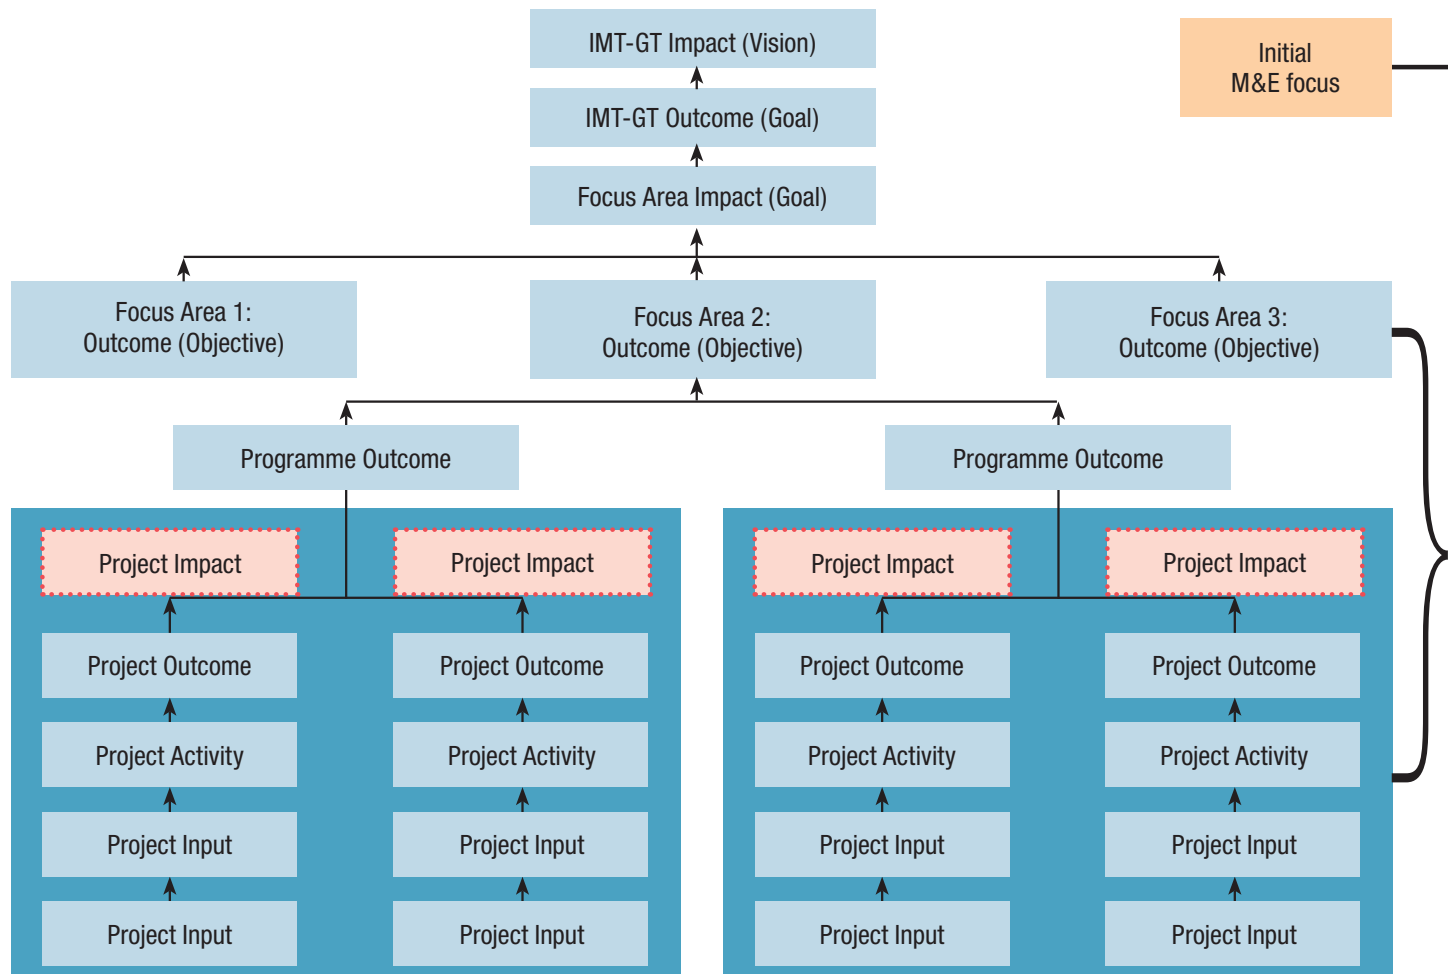 IMT-GT Impact (Vision)
Initial
M&E focus
IMT-GT Outcome (Goal)
Focus Area Impact (Goal)
Focus Area 1:
Outcome (Objective)
Focus Area 2:
Outcome (Objective)
Focus Area 3:
Outcome (Objective)
Programme Outcome
Programme Outcome
Project Impact
Project Impact
Project Impact
Project Impact
Project Outcome
Project Outcome
Project Outcome
Project Outcome
Project Activity
Project Activity
Project Activity
Project Activity
Project Input
Project Input
Project Input
Project Input
Project Input
Project Input
Project Input
Project Input